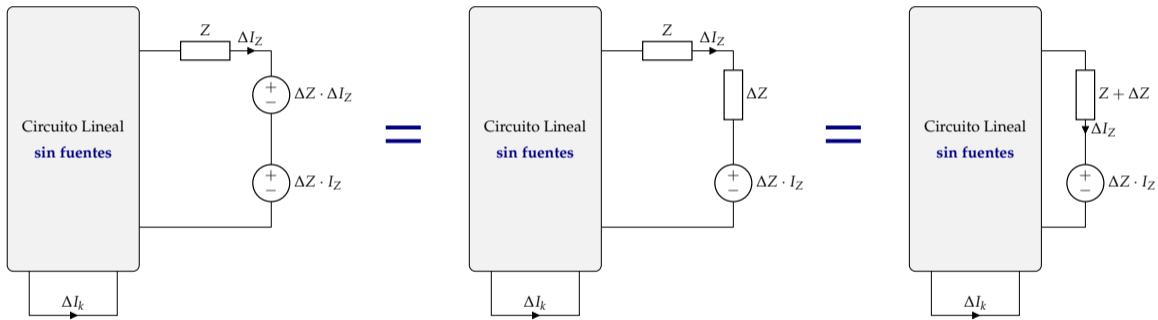 Z
ΔI_Z
+
−
ΔZ · ΔI_Z
Circuito Lineal
sin fuentes
+
−
ΔZ · I_Z
ΔI_k
=
Z
ΔI_Z
ΔZ
Circuito Lineal
sin fuentes
+
−
ΔZ · I_Z
ΔI_k
=
Z + ΔZ
Circuito Lineal
sin fuentes
ΔI_Z
+
−
ΔZ · I_Z
ΔI_k